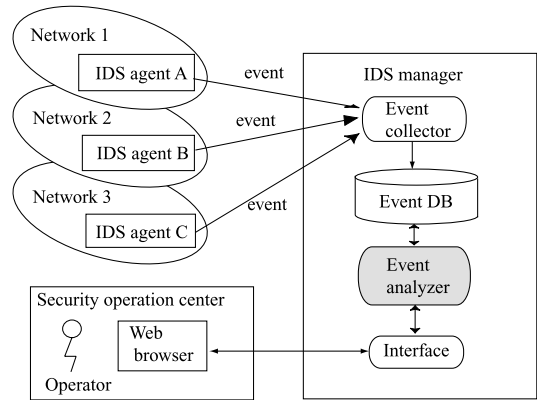 Network 1
IDS agent A
event
IDS manager
Event
collector
Network 2
event
IDS agent B
Network 3
event
IDS agent C
Event DB
Event
analyzer
Security operation center
Web
browser
Interface
Operator